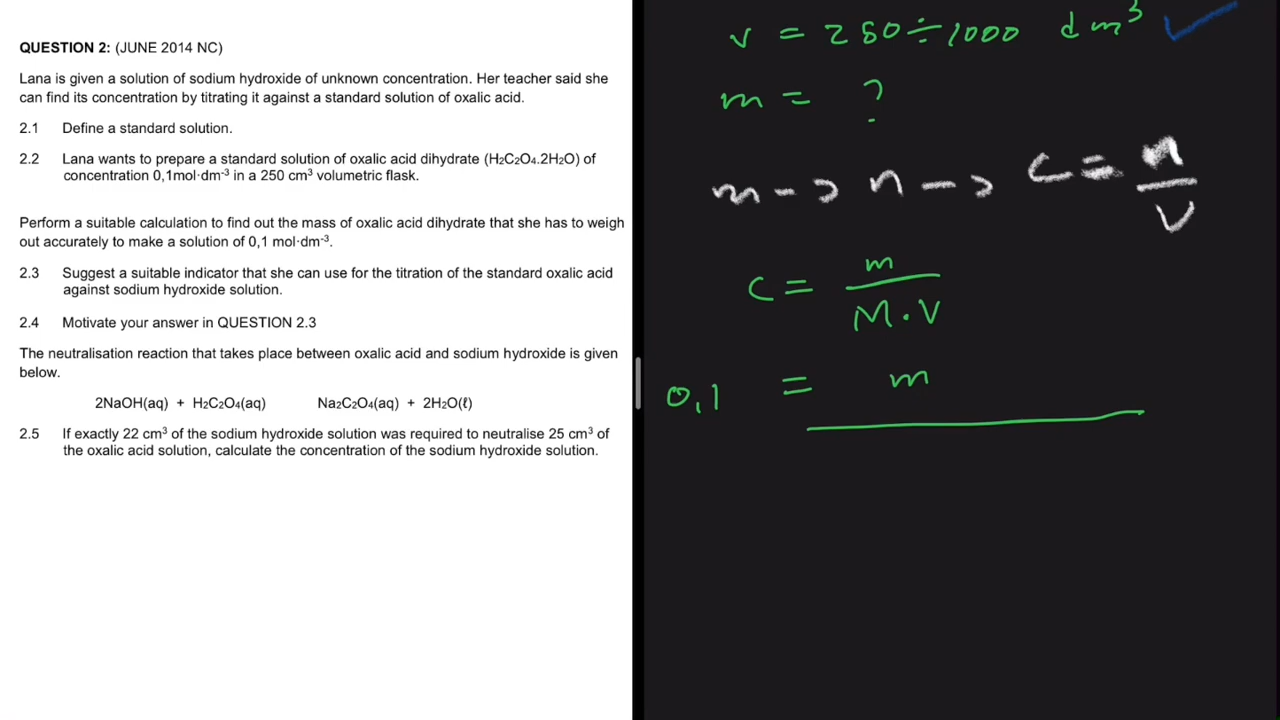 QUESTION 2: (JUNE 2014 NC)
Lana is given a solution of sodium hydroxide of unknown concentration. Her teacher said she
can find its concentration by titrating it against a standard solution of oxalic acid.
2.1 Define a standard solution.
2.2 Lana wants to prepare a standard solution of oxalic acid dihydrate (H₂C₂O₄.2H₂O) of
concentration 0,1mol·dm⁻³ in a 250 cm³ volumetric flask.
Perform a suitable calculation to find out the mass of oxalic acid dihydrate that she has to weigh
out accurately to make a solution of 0,1 mol·dm⁻³.
2.3 Suggest a suitable indicator that she can use for the titration of the standard oxalic acid
against sodium hydroxide solution.
2.4 Motivate your answer in QUESTION 2.3
The neutralisation reaction that takes place between oxalic acid and sodium hydroxide is given
below.
2NaOH(aq) + H₂C₂O₄(aq) Na₂C₂O₄(aq) + 2H₂O(ℓ)
2.5 If exactly 22 cm³ of the sodium hydroxide solution was required to neutralise 25 cm³ of
the oxalic acid solution, calculate the concentration of the sodium hydroxide solution.
v = 250 ÷ 1000 dm³ ✓
m = ?
m -> n -> C = n
V
C = m
M . V
0,1 = m